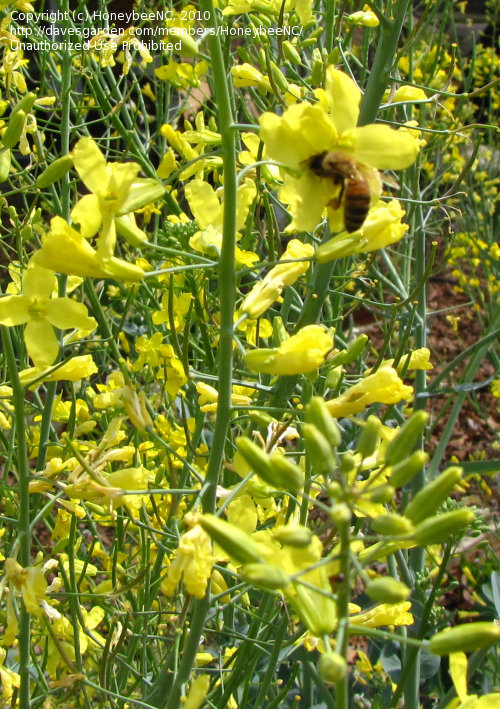 Copyright © HoneybeeNC, 2010
http://davesgarden.com/members/HoneybeeNC/
Unauthorized Use Prohibited